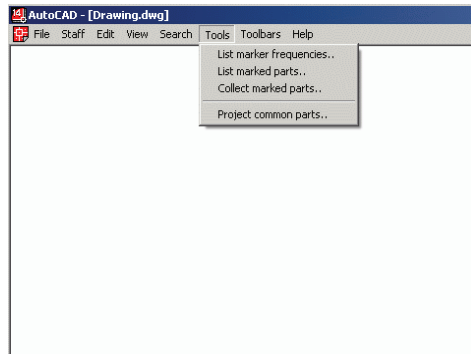 AutoCAD - [Drawing.dwg]
File Staff Edit View Search Tools Toolbars Help
List marker frequencies..
List marked parts..
Collect marked parts..
Project common parts..